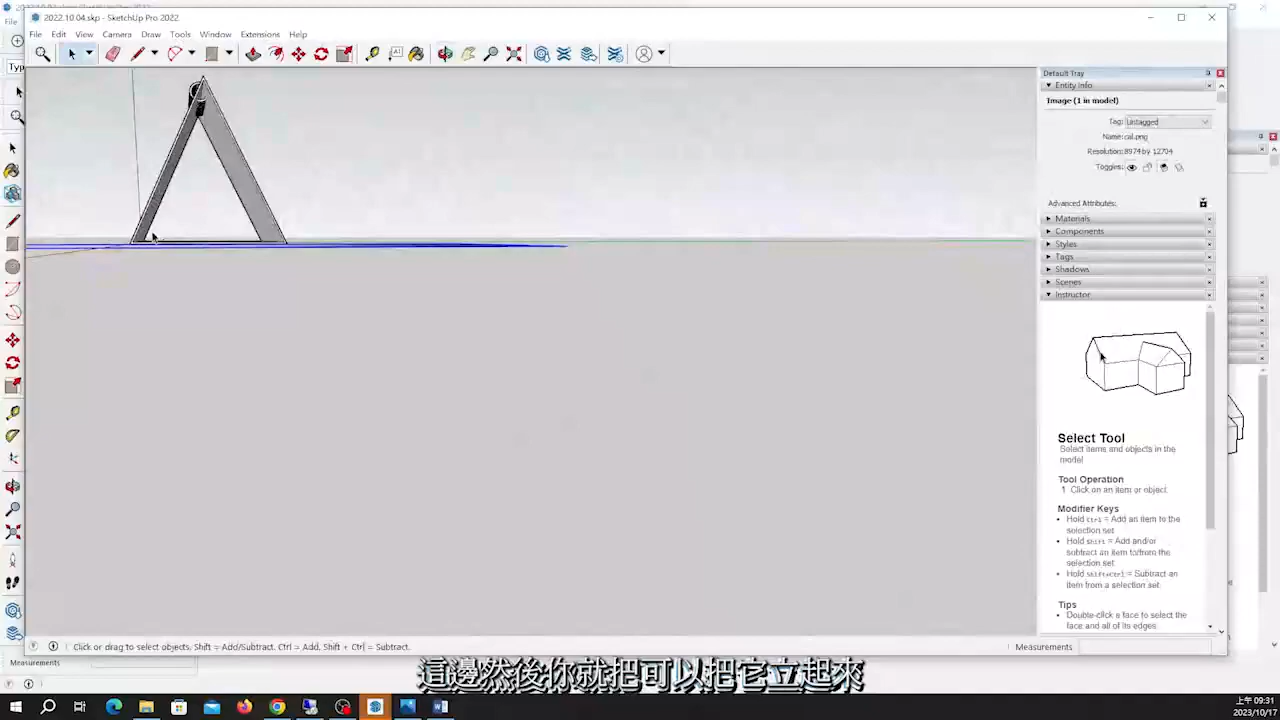 2022.10.04.skp - SketchUp Pro 2022
File Edit View Camera Draw Tools Window Extensions Help
Default Tray
Entity Info
Image (1 in model)
Tag: Untagged
Name: cal.png
Resolution: 8974 by 12704
Toggles:
Advanced Attributes:
Materials
Components
Styles
Tags
Shadows
Scenes
Instructor
Select Tool
Select items and objects in the
model
Tool Operation
1 Click on an item or object.
Modifier Keys
Hold Ctrl = Add an item to the
selection set
Hold Shift = Add and/or
subtract an item to/from the
selection set
Hold Shift+Ctrl = Subtract an
item from a selection set
Tips
Double-click a face to select the
face and all of its edges.
Click or drag to select objects. Shift = Add/Subtract. Ctrl = Add. Shift + Ctrl = Subtract.
Measurements
Measurements
這邊然後你就把可以把它立起來
上午 09:31
2023/10/17